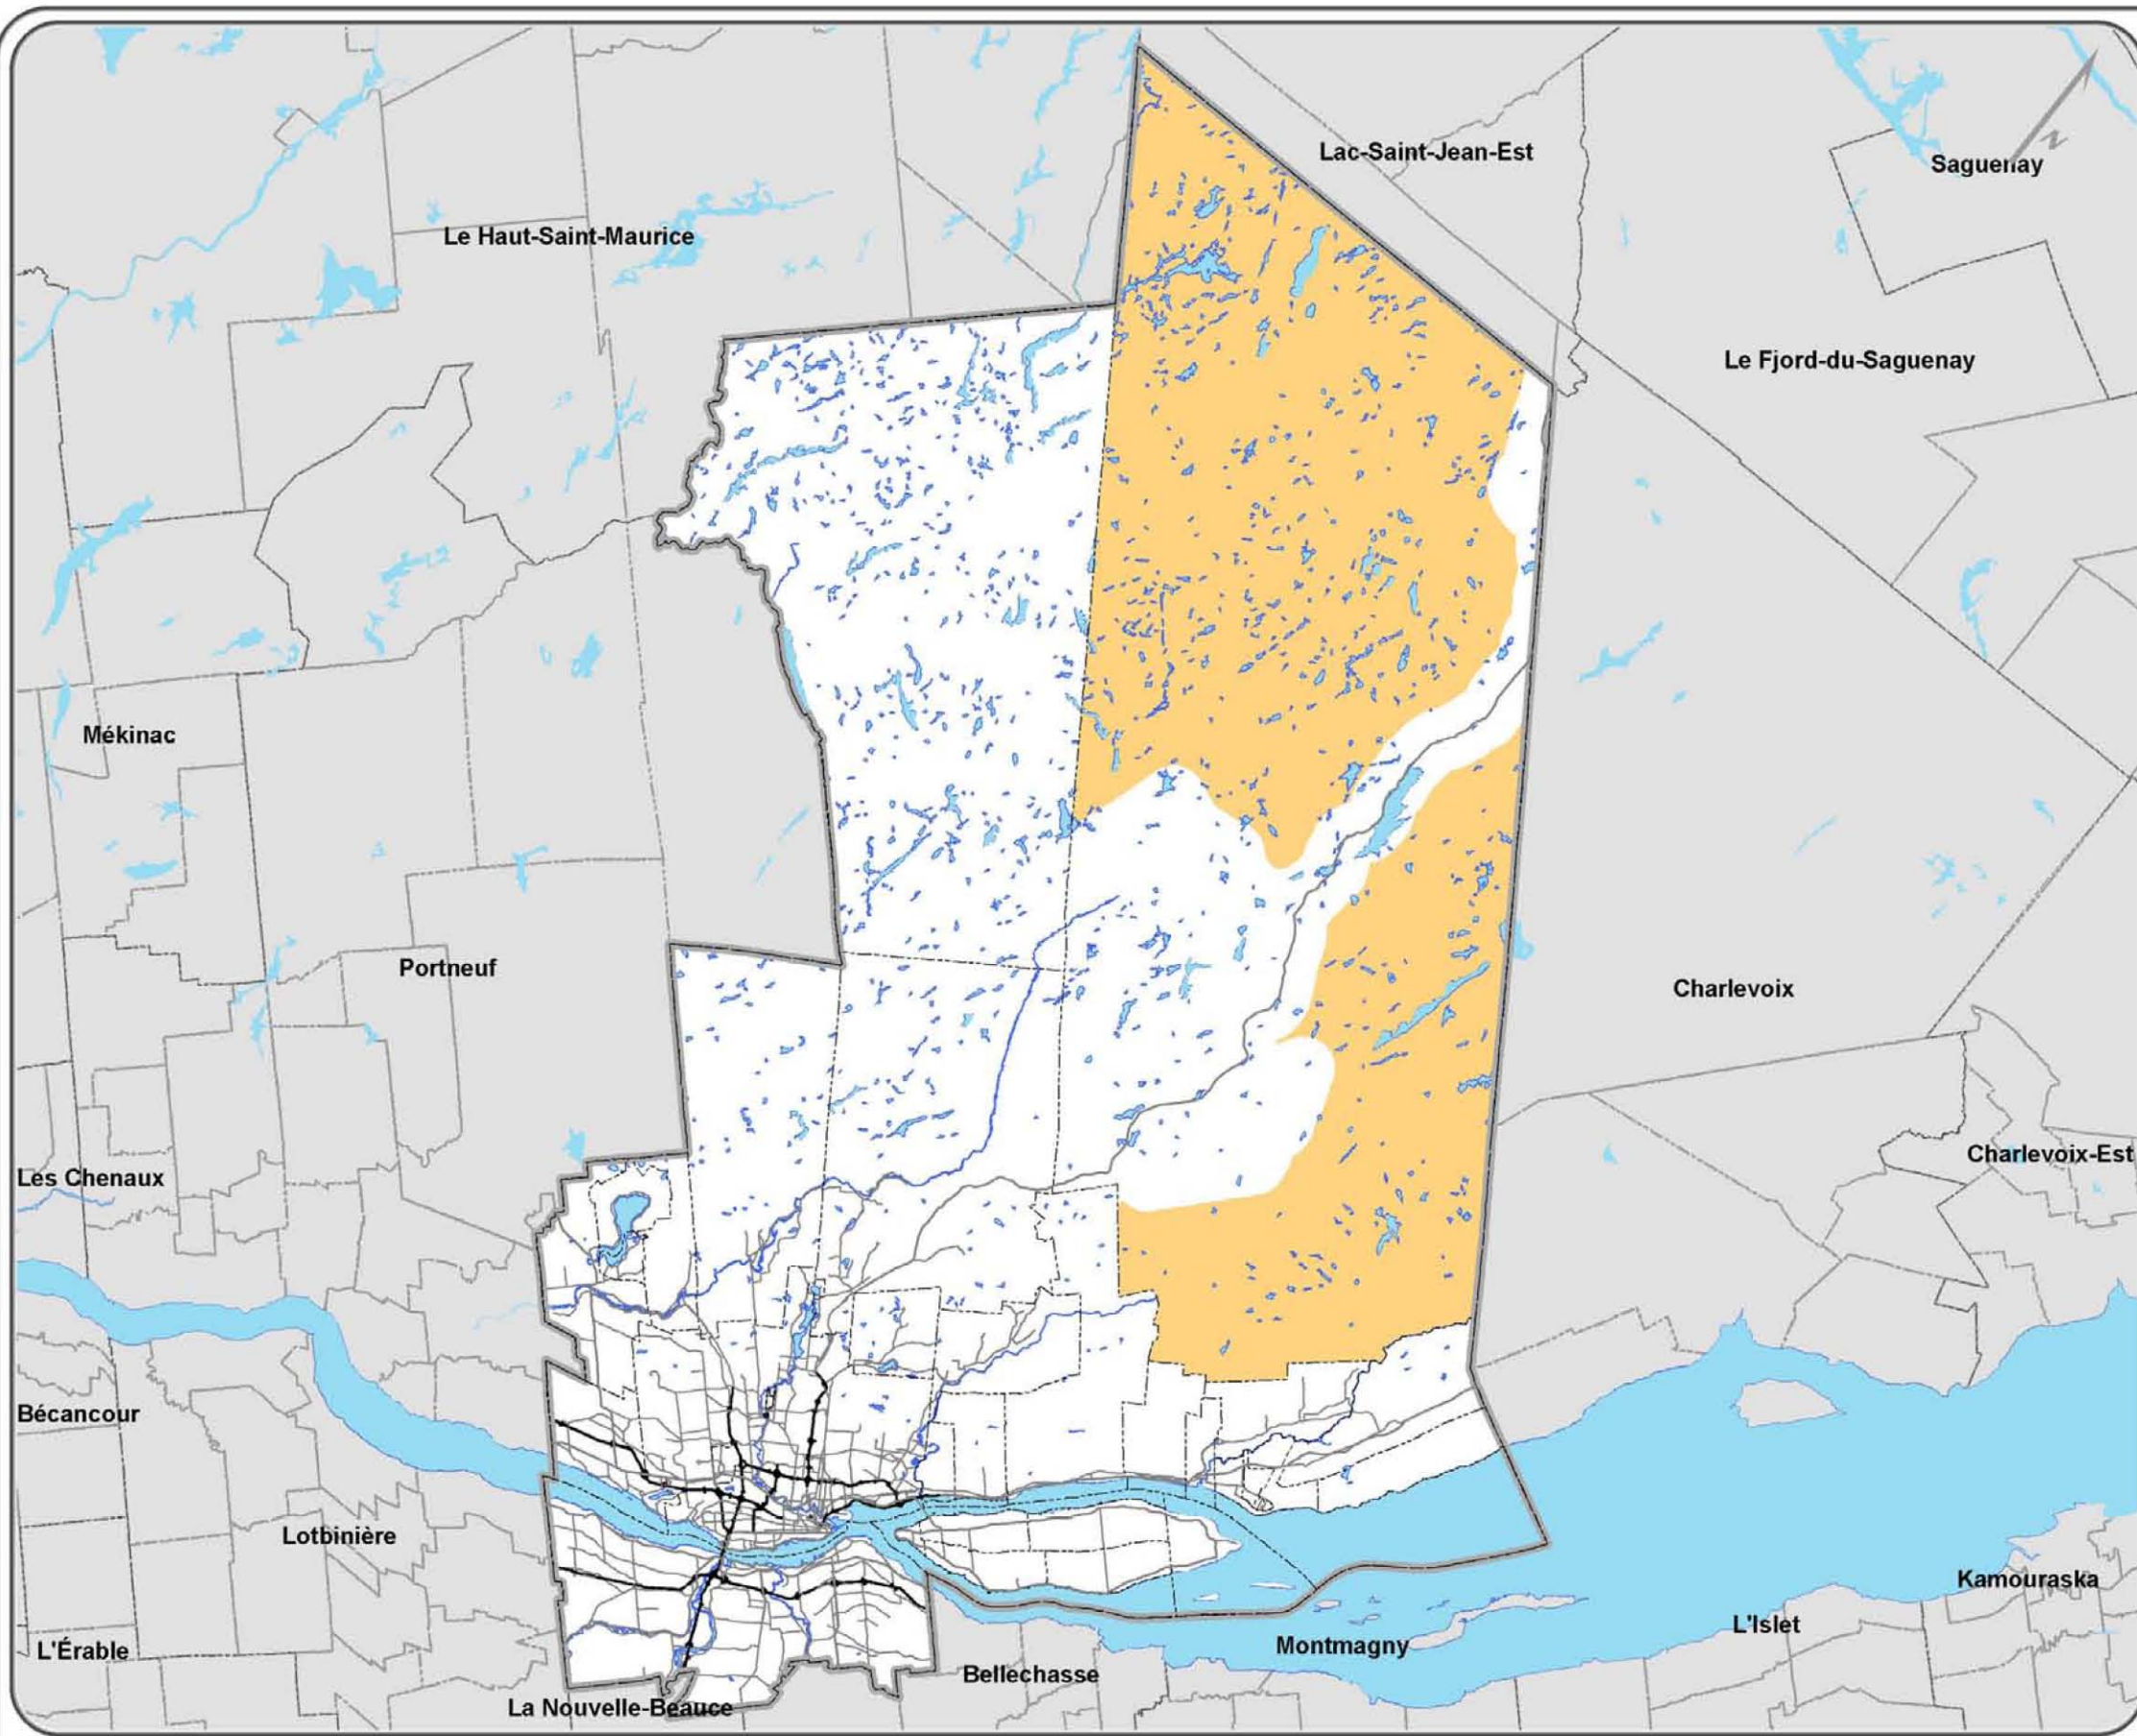 Lac-Saint-Jean-Est
Saguenay
N
Le Haut-Saint-Maurice
Le Fjord-du-Saguenay
Mékinac
Portneuf
Charlevoix
Charlevoix-Est
Les Chenaux
Bécancour
Lotbinière
Kamouraska
L'Islet
Montmagny
L'Érable
Bellechasse
La Nouvelle-Beauce